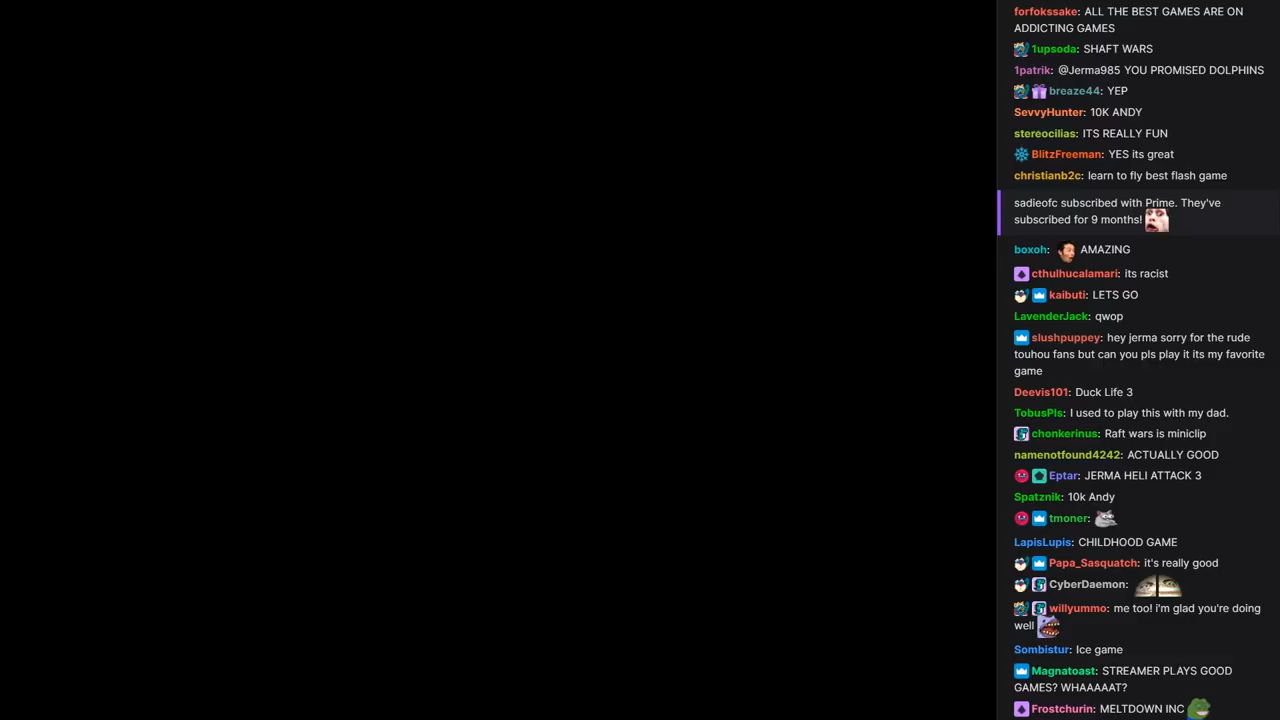 forfokssake: ALL THE BEST GAMES ARE ON
ADDICTING GAMES
1upsoda: SHAFT WARS
1patrik: @Jerma985 YOU PROMISED DOLPHINS
breaze44: YEP
SevvyHunter: 10K ANDY
stereocilias: ITS REALLY FUN
BlitzFreeman: YES its great
christianb2c: learn to fly best flash game
sadieofc subscribed with Prime. They've
subscribed for 9 months!
boxoh: AMAZING
cthulhucalamari: its racist
kaibuti: LETS GO
LavenderJack: qwop
slushpuppey: hey jerma sorry for the rude
touhou fans but can you pls play it its my favorite
game
Deevis101: Duck Life 3
TobusPls: I used to play this with my dad.
chonkerinus: Raft wars is miniclip
namenotfound4242: ACTUALLY GOOD
Eptar: JERMA HELI ATTACK 3
Spatznik: 10k Andy
tmoner:
LapisLupis: CHILDHOOD GAME
Papa_Sasquatch: it's really good
CyberDaemon:
willyummo: me too! i'm glad you're doing
well
Sombistur: Ice game
Magnatoast: STREAMER PLAYS GOOD
GAMES? WHAAAAAT?
Frostchurin: MELTDOWN INC